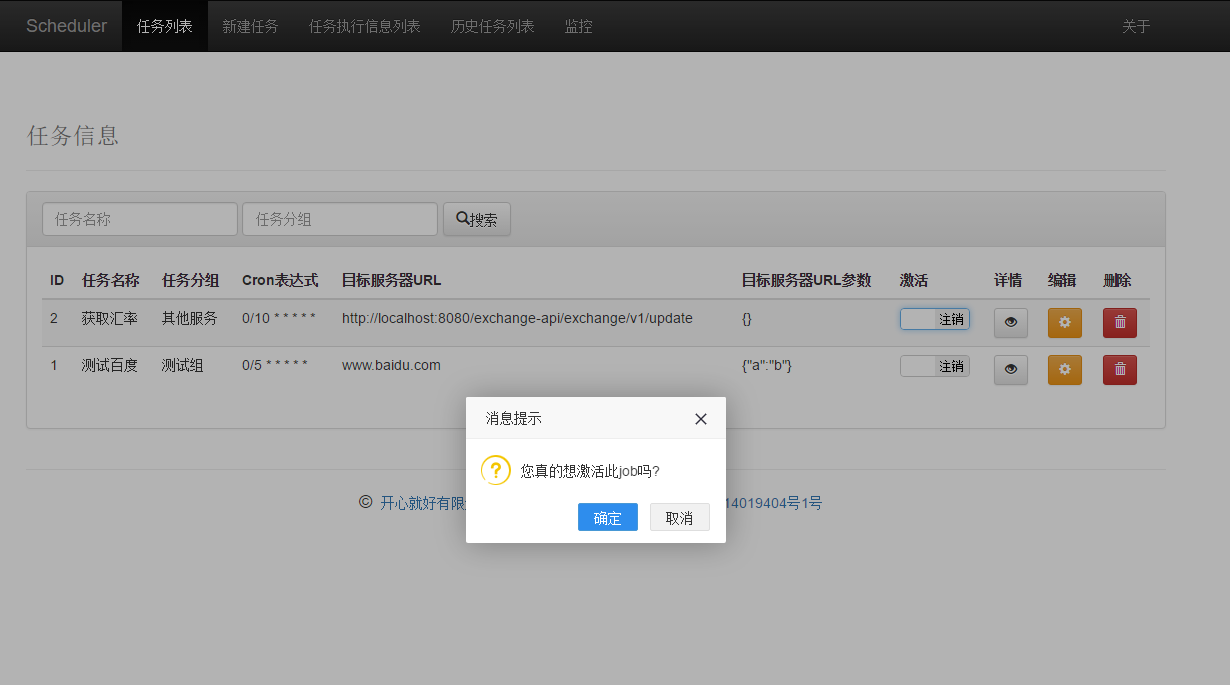 Scheduler 任务列表 新建任务 任务执行信息列表 历史任务列表 监控 关于
任务信息
任务名称 任务分组 搜索
ID 任务名称 任务分组 Cron表达式 目标服务器URL 目标服务器URL参数 激活 详情 编辑 删除
2 获取汇率 其他服务 0/10 * * * * * http://localhost:8080/exchange-api/exchange/v1/update {} 注销
1 测试百度 测试组 0/5 * * * * * www.baidu.com {"a":"b"} 注销
消息提示
您真的想激活此job吗?
确定 取消
© 开心就好有限 14019404号1号